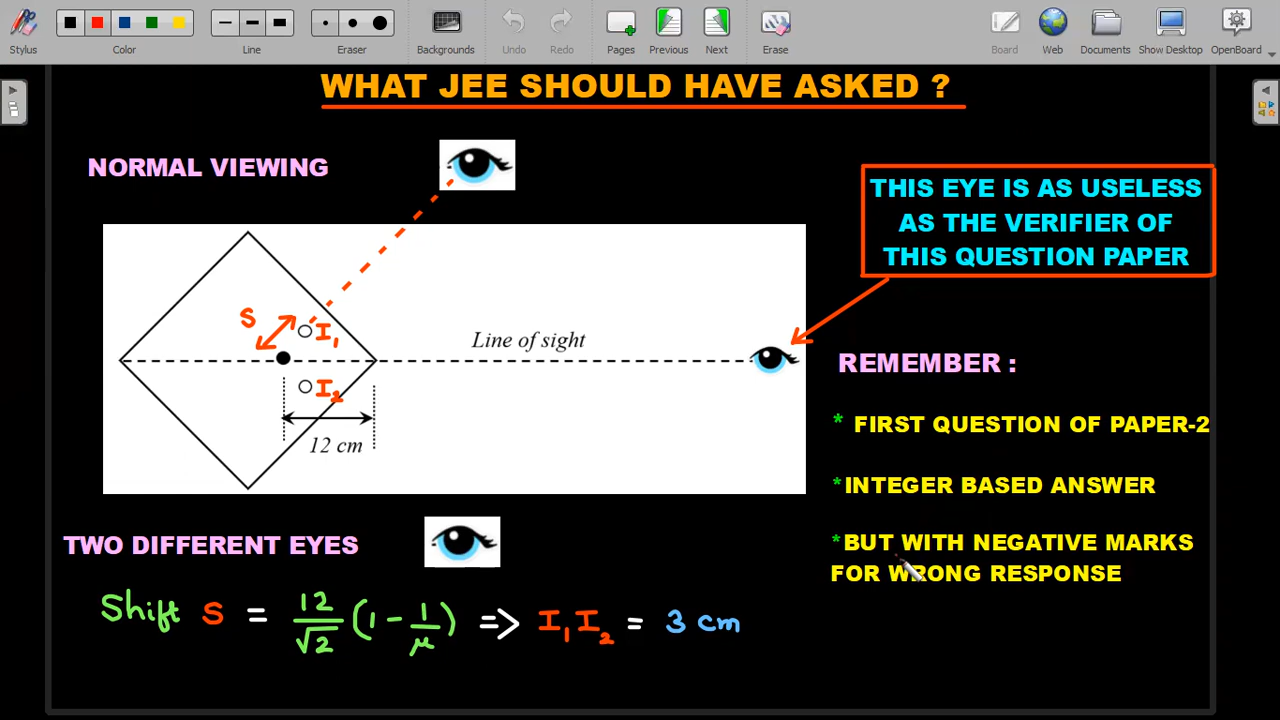 Stylus
Color
Line
Eraser
Backgrounds
Undo
Redo
Pages
Previous
Next
Erase
Board
Web
Documents
Show Desktop
OpenBoard
WHAT JEE SHOULD HAVE ASKED ?
NORMAL VIEWING
THIS EYE IS AS USELESS
AS THE VERIFIER OF
THIS QUESTION PAPER
S
I₁
Line of sight
I₂
12 cm
REMEMBER :
* FIRST QUESTION OF PAPER-2
*INTEGER BASED ANSWER
*BUT WITH NEGATIVE MARKS
FOR WRONG RESPONSE
TWO DIFFERENT EYES
Shift S = 12/√2 (1 - 1/μ) => I₁I₂ = 3 cm